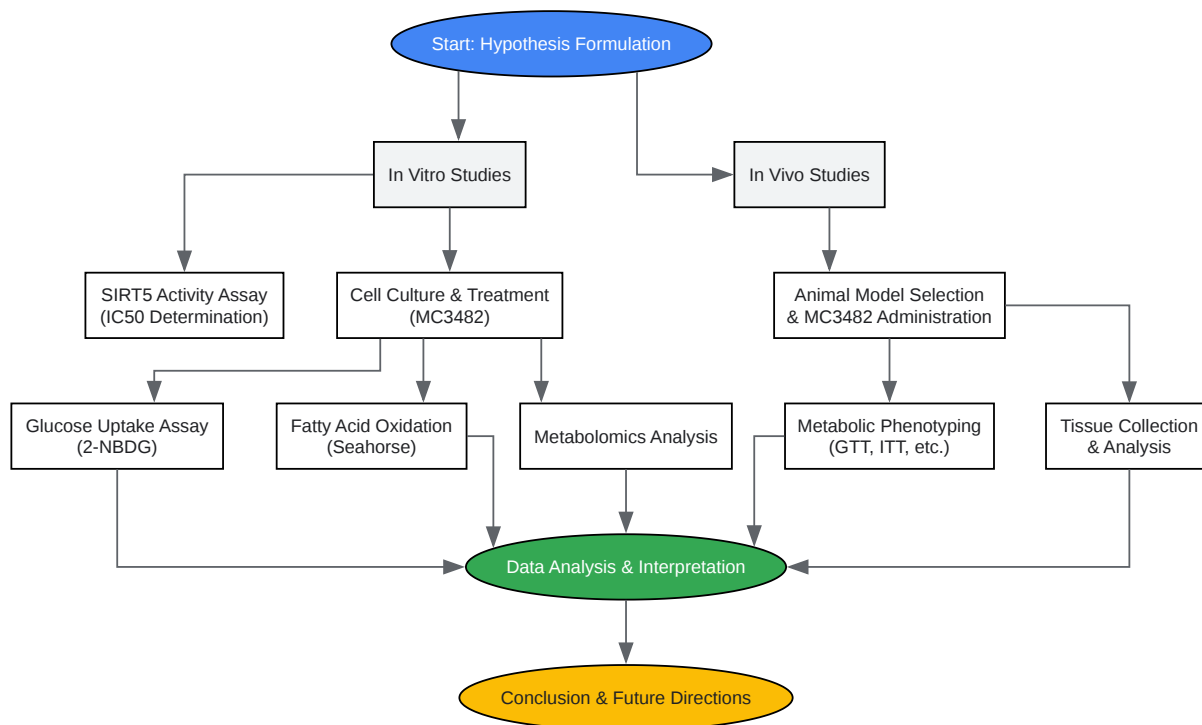 Start: Hypothesis Formulation
In Vitro Studies
In Vivo Studies
SIRT5 Activity Assay
(IC50 Determination)
Cell Culture & Treatment
(MC3482)
Animal Model Selection
& MC3482 Administration
Glucose Uptake Assay
(2-NBDG)
Fatty Acid Oxidation
(Seahorse)
Metabolomics Analysis
Metabolic Phenotyping
(GTT, ITT, etc.)
Tissue Collection
& Analysis
Data Analysis & Interpretation
Conclusion & Future Directions